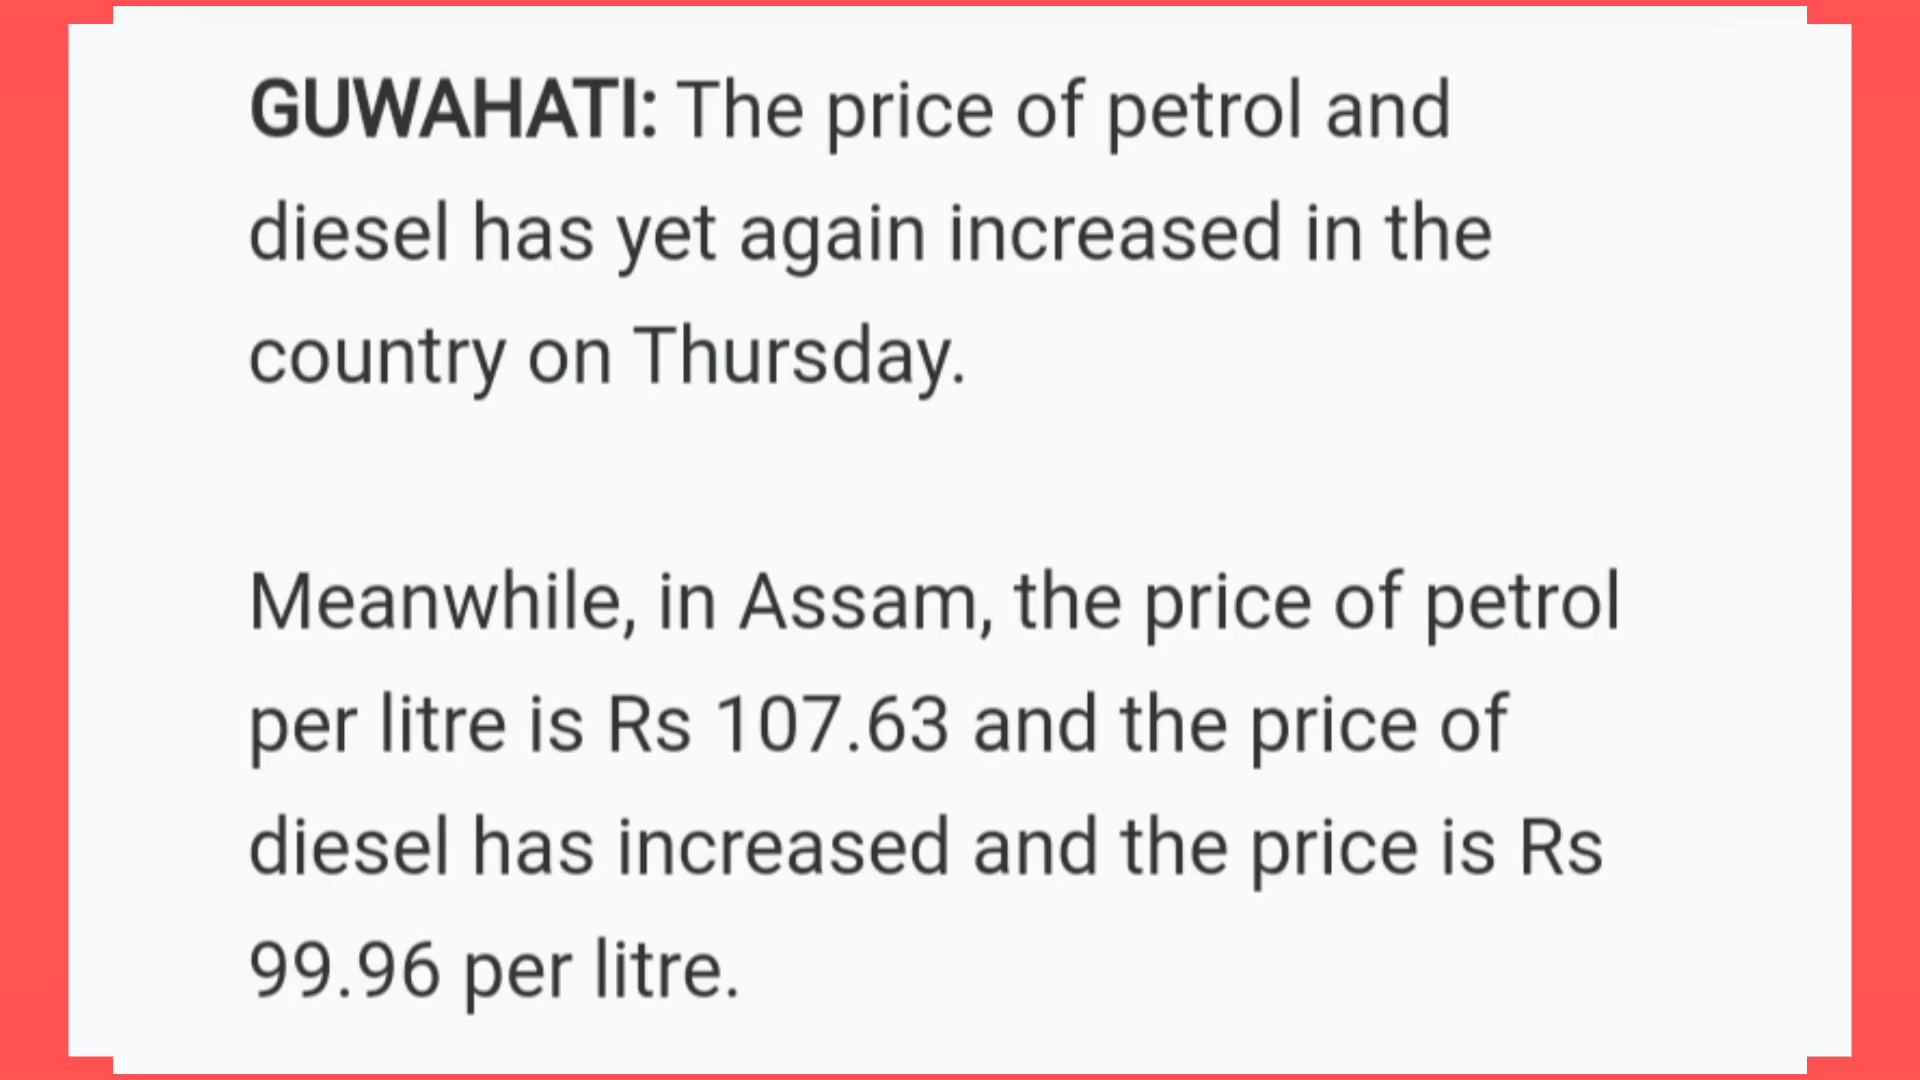 GUWAHATI: The price of petrol and
diesel has yet again increased in the
country on Thursday.
Meanwhile, in Assam, the price of petrol
per litre is Rs 107.63 and the price of
diesel has increased and the price is Rs
99.96 per litre.